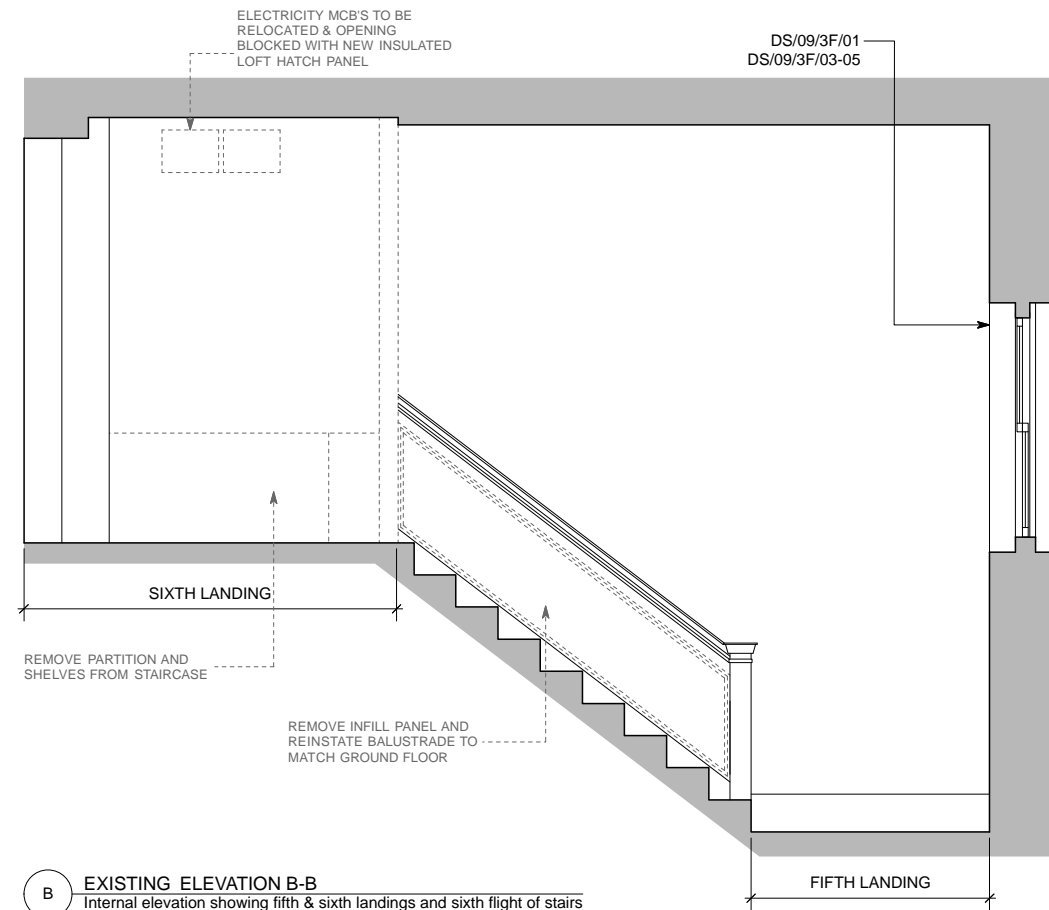 ELECTRICITY MCB'S TO BE
RELOCATED & OPENING
BLOCKED WITH NEW INSULATED
LOFT HATCH PANEL
DS/09/3F/01
DS/09/3F/03-05
SIXTH LANDING
REMOVE PARTITION AND
SHELVES FROM STAIRCASE
REMOVE INFILL PANEL AND
REINSTATE BALUSTRADE TO
MATCH GROUND FLOOR
FIFTH LANDING
B
EXISTING ELEVATION B-B
Internal elevation showing fifth & sixth landings and sixth flight of stairs